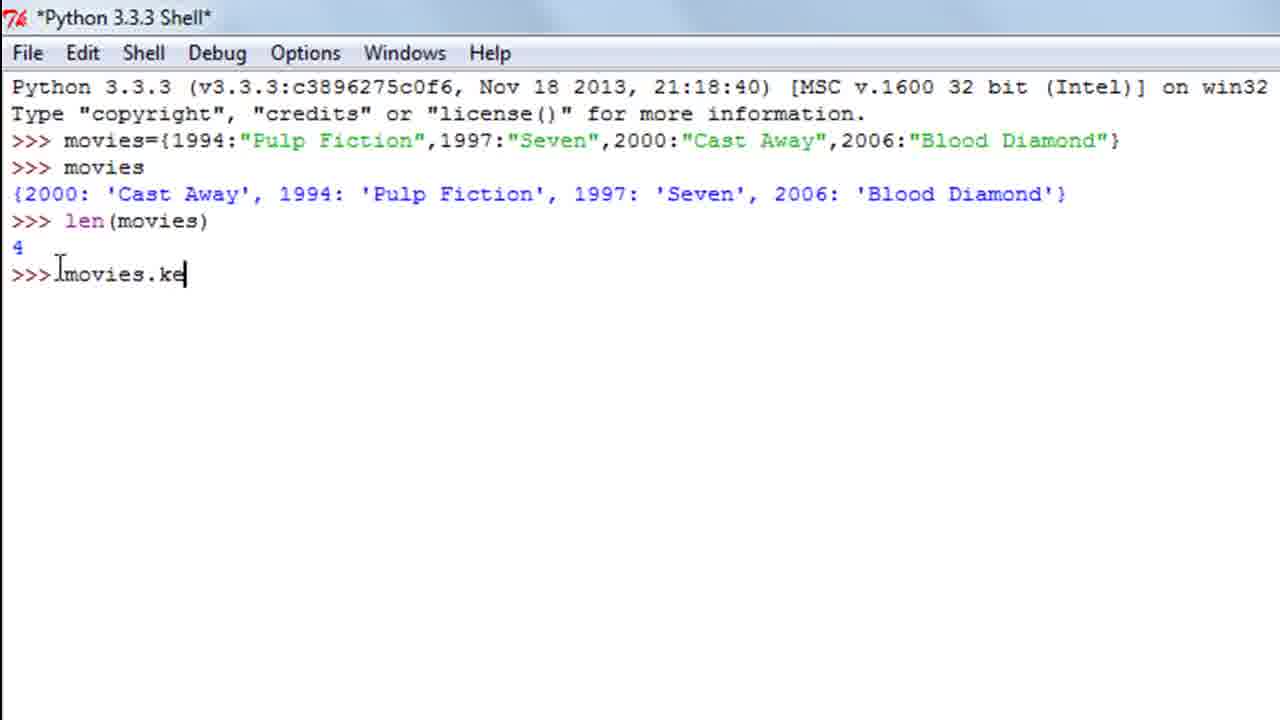 *Python 3.3.3 Shell*
File Edit Shell Debug Options Windows Help
Python 3.3.3 (v3.3.3:c3896275c0f6, Nov 18 2013, 21:18:40) [MSC v.1600 32 bit (Intel)] on win32
Type "copyright", "credits" or "license()" for more information.
>>> movies={1994:"Pulp Fiction",1997:"Seven",2000:"Cast Away",2006:"Blood Diamond"}
>>> movies
{2000: 'Cast Away', 1994: 'Pulp Fiction', 1997: 'Seven', 2006: 'Blood Diamond'}
>>> len(movies)
4
>>> movies.ke